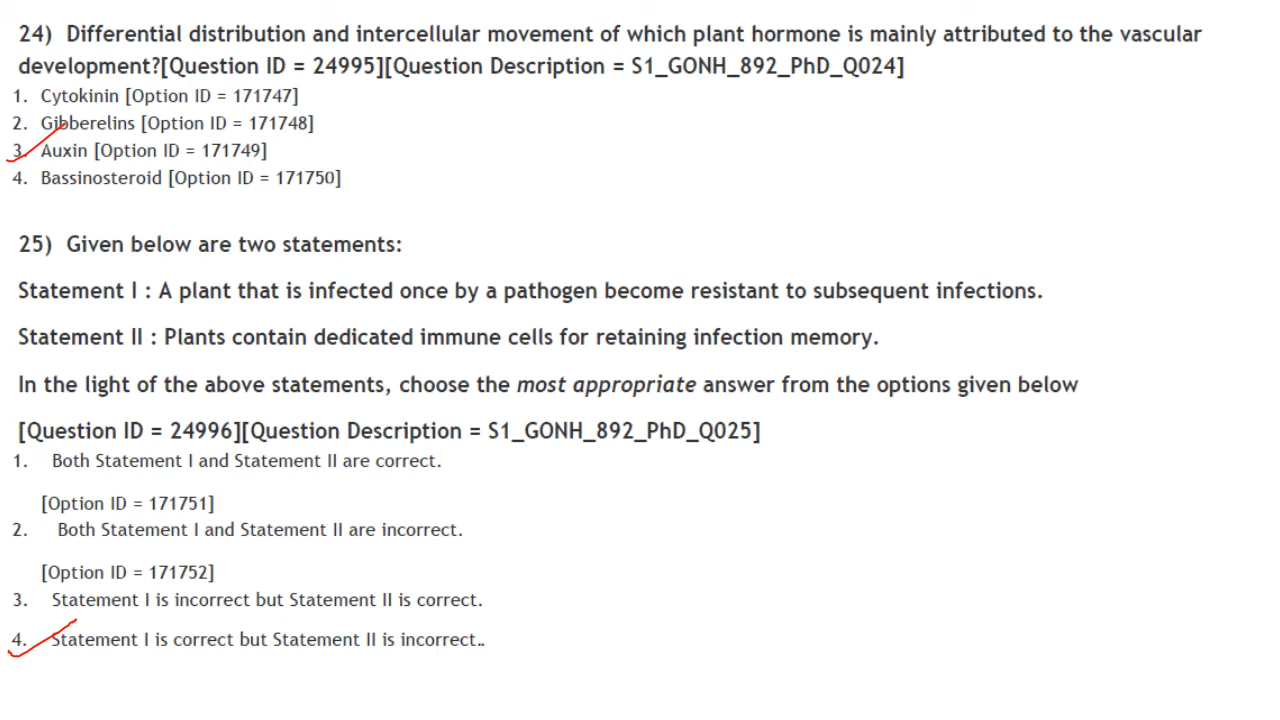 24) Differential distribution and intercellular movement of which plant hormone is mainly attributed to the vascular
development?[Question ID = 24995][Question Description = S1_GONH_892_PhD_Q024]
1. Cytokinin [Option ID = 171747]
2. Gibberelins [Option ID = 171748]
3. Auxin [Option ID = 171749]
4. Bassinosteroid [Option ID = 171750]
25) Given below are two statements:
Statement I : A plant that is infected once by a pathogen become resistant to subsequent infections.
Statement II : Plants contain dedicated immune cells for retaining infection memory.
In the light of the above statements, choose the most appropriate answer from the options given below
[Question ID = 24996][Question Description = S1_GONH_892_PhD_Q025]
1. Both Statement I and Statement II are correct.
[Option ID = 171751]
2. Both Statement I and Statement II are incorrect.
[Option ID = 171752]
3. Statement I is incorrect but Statement II is correct.
4. Statement I is correct but Statement II is incorrect..